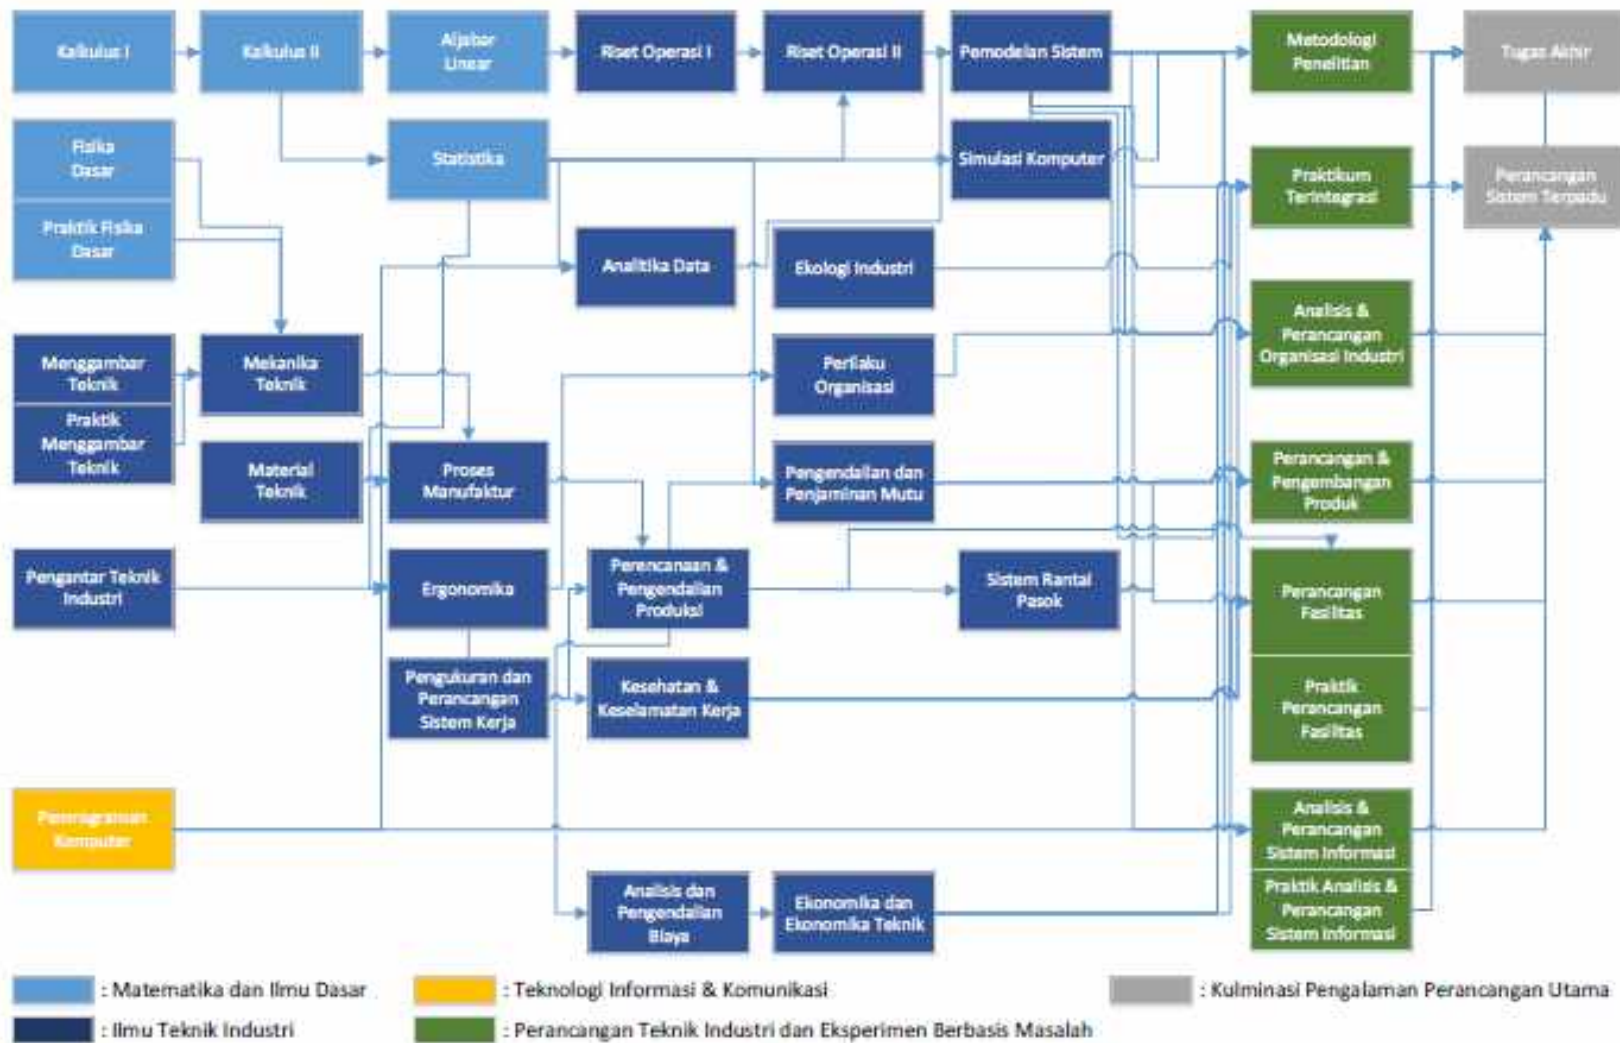 Kalkulus I
Kalkulus II
Aljabar
Linear
Riset Operasi I
Riset Operasi II
Pemodelan Sistem
Metodologi
Penelitian
Tugas Akhir
Fisika
Dasar
Statistika
Simulasi Komputer
Praktikum
Terintegrasi
Perancangan
Sistem Terpadu
Praktik Fisika
Dasar
Analitika Data
Ekologi Industri
Analisis &
Perancangan
Organisasi Industri
Menggambar
Teknik
Mekanika
Teknik
Perilaku
Organisasi
Praktik
Menggambar
Teknik
Material
Teknik
Proses
Manufaktur
Pengendalian dan
Penjaminan Mutu
Perancangan &
Pengembangan
Produk
Pengantar Teknik
Industri
Ergonomika
Perencanaan &
Pengendalian
Produksi
Sistem Rantai
Pasok
Perancangan
Fasilitas
Pengukuran dan
Perancangan
Sistem Kerja
Kesehatan &
Keselamatan Kerja
Praktik
Perancangan
Fasilitas
Pemrograman
Komputer
Analisis &
Perancangan
Sistem Informasi
Analisis dan
Pengendalian
Biaya
Ekonomika dan
Ekonomika Teknik
Praktik Analisis &
Perancangan
Sistem Informasi
: Matematika dan Ilmu Dasar
: Teknologi Informasi & Komunikasi
: Kulminasi Pengalaman Perancangan Utama
: Ilmu Teknik Industri
: Perancangan Teknik Industri dan Eksperimen Berbasis Masalah